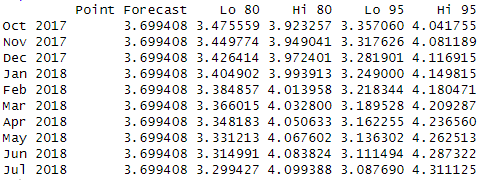 Point Forecast Lo 80 Hi 80 Lo 95 Hi 95
Oct 2017 3.699408 3.475559 3.923257 3.357060 4.041755
Nov 2017 3.699408 3.449774 3.949041 3.317626 4.081189
Dec 2017 3.699408 3.426414 3.972401 3.281901 4.116915
Jan 2018 3.699408 3.404902 3.993913 3.249000 4.149815
Feb 2018 3.699408 3.384857 4.013958 3.218344 4.180471
Mar 2018 3.699408 3.366015 4.032800 3.189528 4.209287
Apr 2018 3.699408 3.348183 4.050633 3.162255 4.236560
May 2018 3.699408 3.331213 4.067602 3.136302 4.262513
Jun 2018 3.699408 3.314991 4.083824 3.111494 4.287322
Jul 2018 3.699408 3.299427 4.099388 3.087690 4.311125